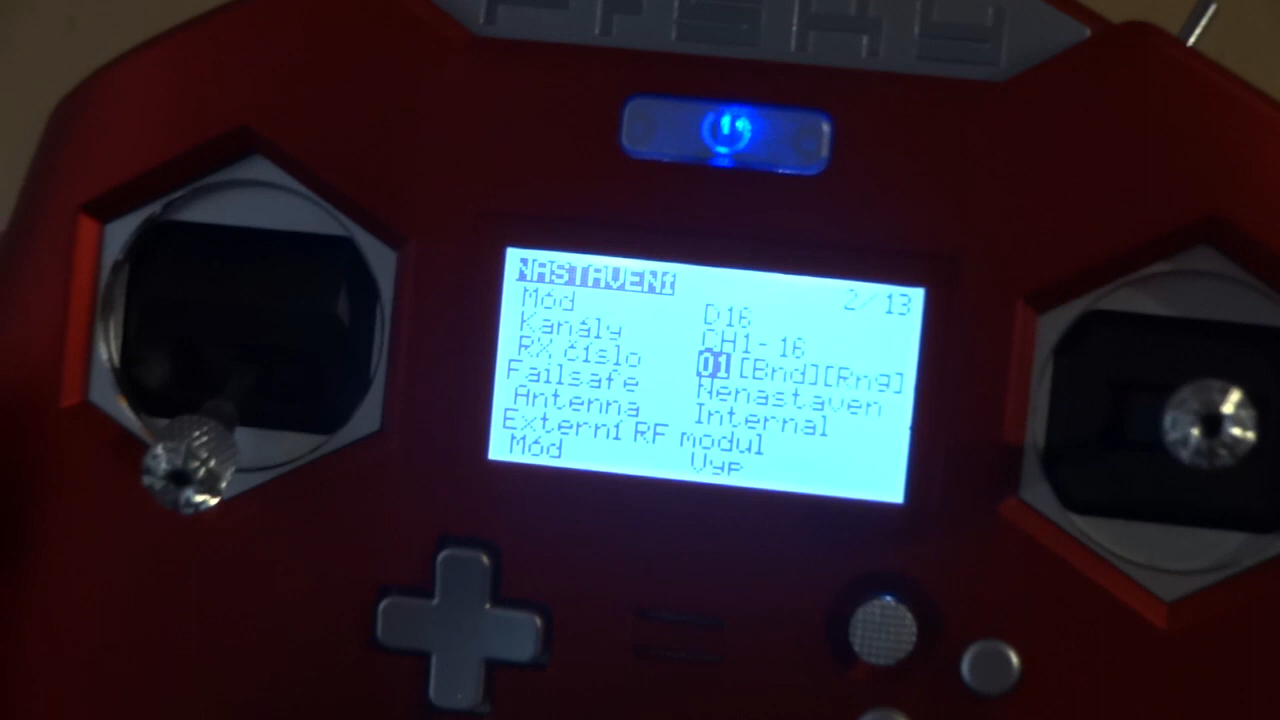 FrSky
NASTAVENÍ 2/13
Mód D16
Kanály CH1-16
RX číslo 01 [Bnd][Rng]
Failsafe Nenastaven
Antenna Internal
Externí RF modul
Mód Vyp